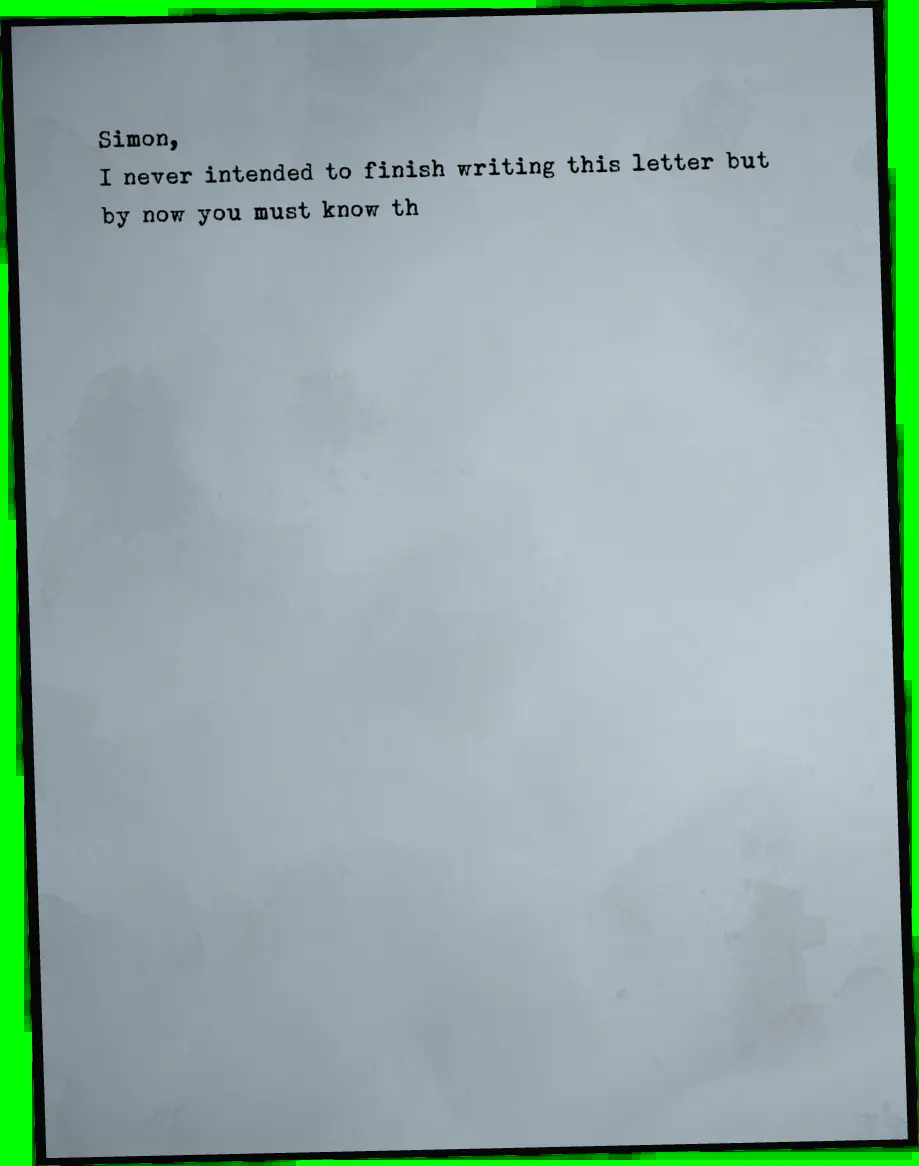 Simon,
I never intended to finish writing this letter but
by now you must know th